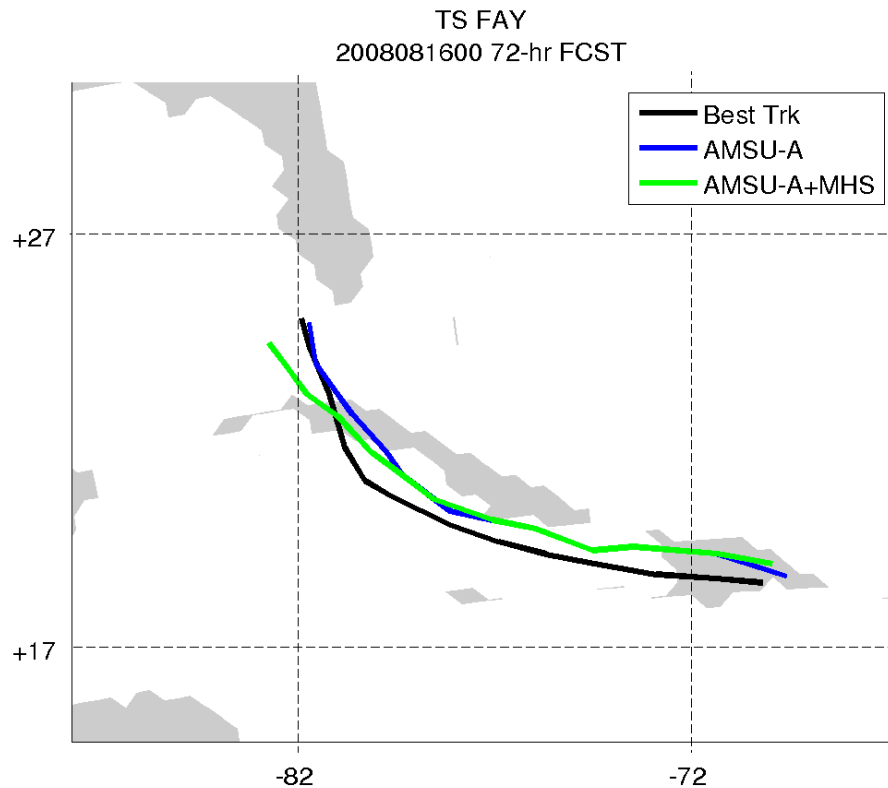 TS FAY
2008081600 72-hr FCST
Best Trk
AMSU-A
AMSU-A+MHS
+27
+17
-82
-72